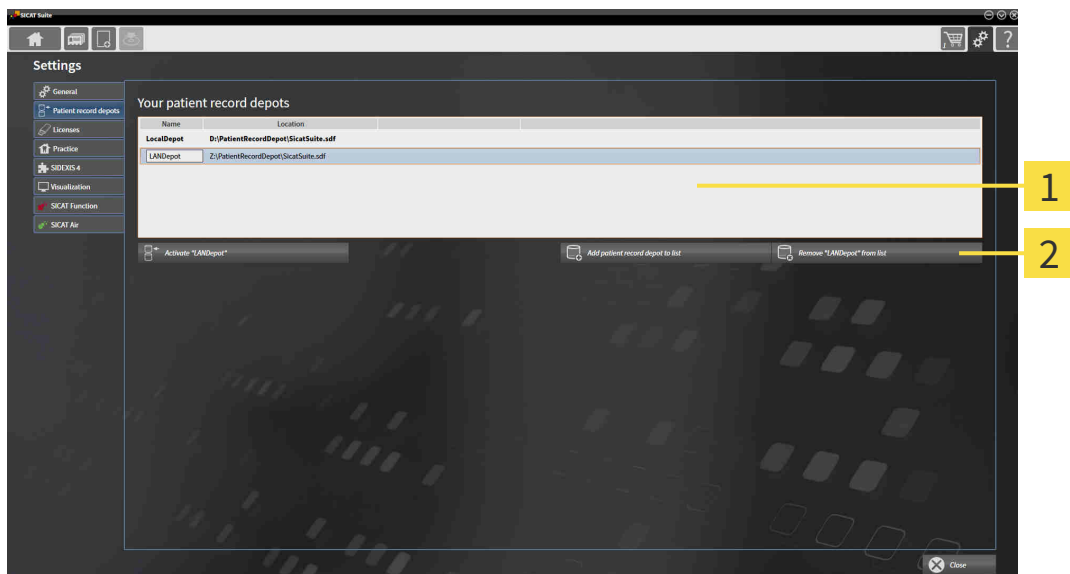 SICAT Suite
Settings
General
Patient record depots
Licenses
Practice
SIDEXIS 4
Visualization
SICAT Function
SICAT Air
Your patient record depots
Name Location
LocalDepot D:\PatientRecordDepot\SicatSuite.sdf
LANDepot Z:\PatientRecordDepot\SicatSuite.sdf
1
Activate "LANDepot" Add patient record depot to list Remove "LANDepot" from list
2
Close